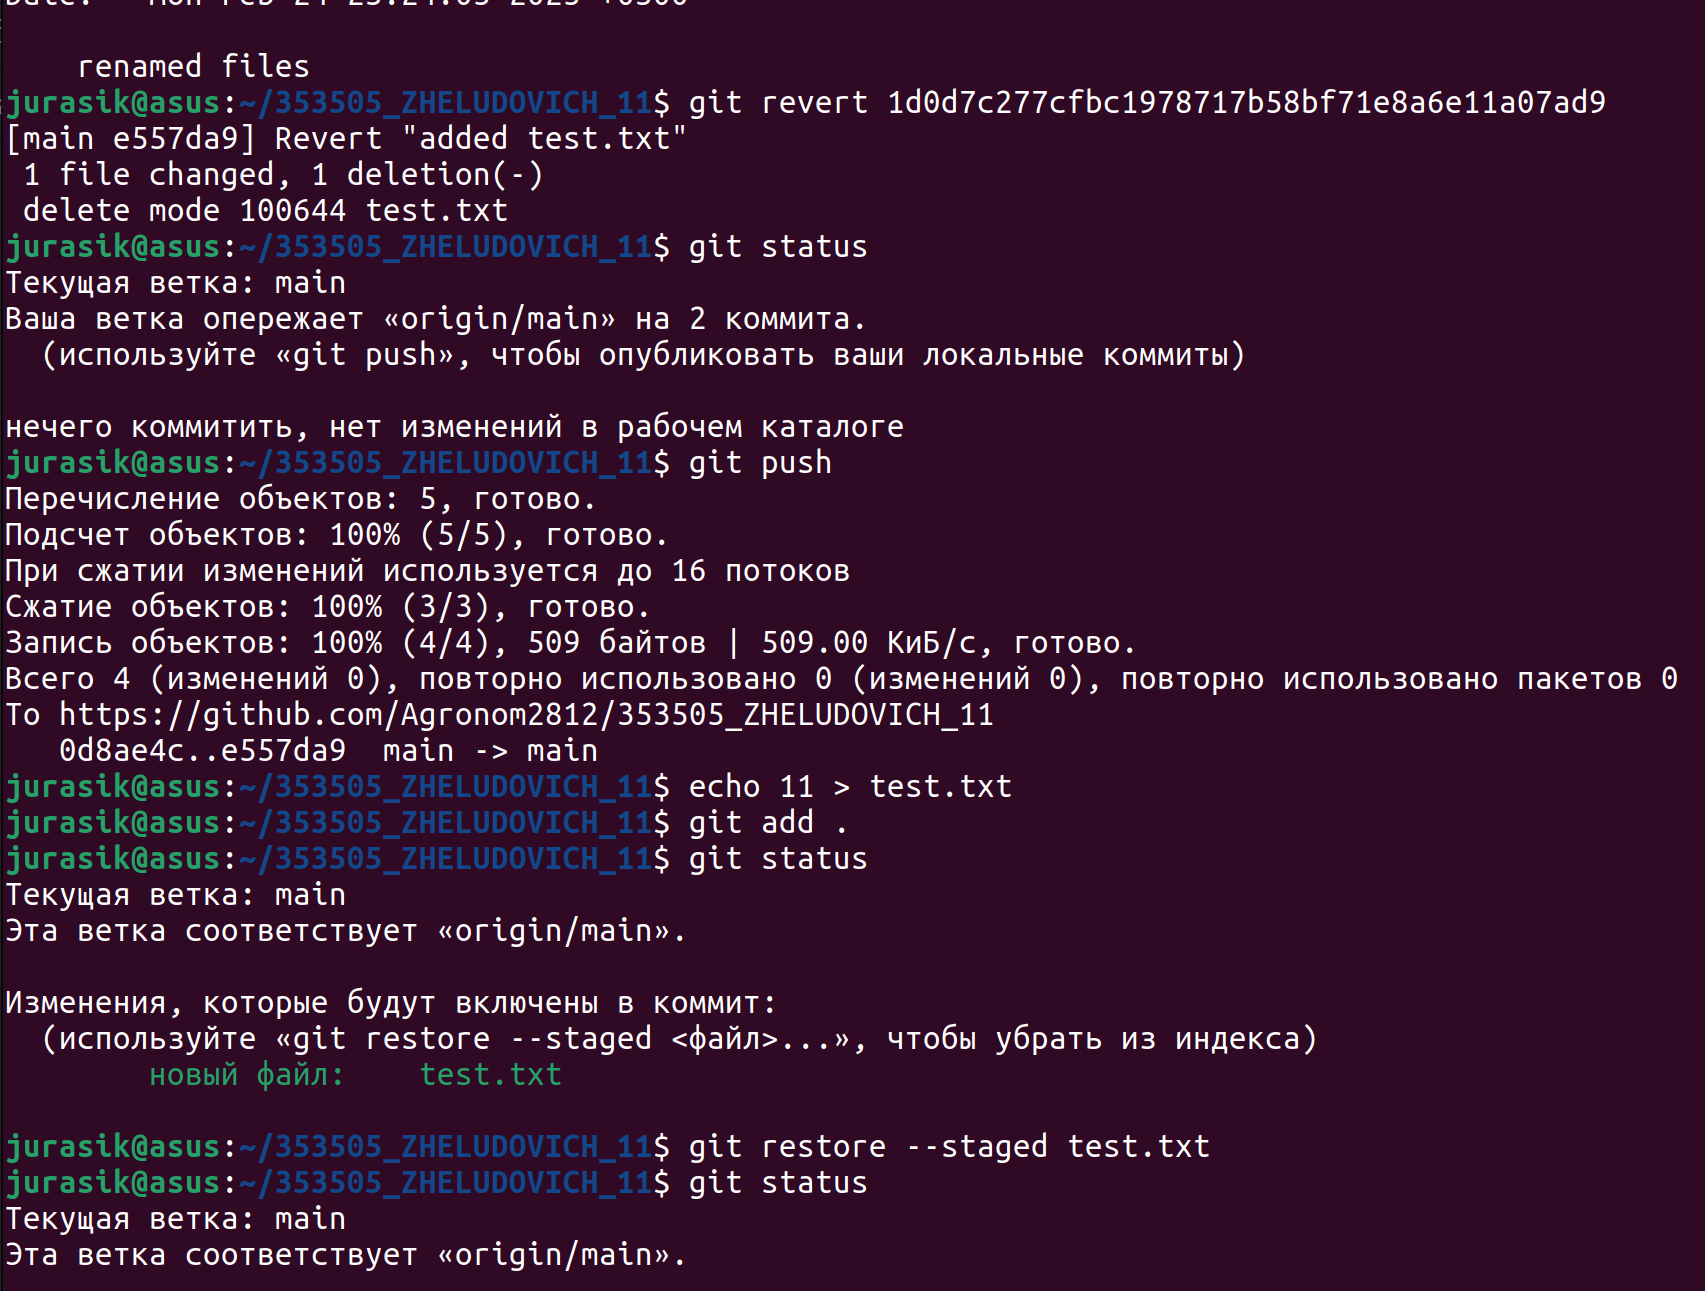 renamed files
jurasik@asus:~/353505_ZHELUDOVICH_11$ git revert 1d0d7c277cfbc1978717b58bf71e8a6e11a07ad9
[main e557da9] Revert "added test.txt"
 1 file changed, 1 deletion(-)
 delete mode 100644 test.txt
jurasik@asus:~/353505_ZHELUDOVICH_11$ git status
Текущая ветка: main
Ваша ветка опережает «origin/main» на 2 коммита.
  (используйте «git push», чтобы опубликовать ваши локальные коммиты)
нечего коммитить, нет изменений в рабочем каталоге
jurasik@asus:~/353505_ZHELUDOVICH_11$ git push
Перечисление объектов: 5, готово.
Подсчет объектов: 100% (5/5), готово.
При сжатии изменений используется до 16 потоков
Сжатие объектов: 100% (3/3), готово.
Запись объектов: 100% (4/4), 509 байтов | 509.00 КиБ/с, готово.
Всего 4 (изменений 0), повторно использовано 0 (изменений 0), повторно использовано пакетов 0
To https://github.com/Agronom2812/353505_ZHELUDOVICH_11
   0d8ae4c..e557da9  main -> main
jurasik@asus:~/353505_ZHELUDOVICH_11$ echo 11 > test.txt
jurasik@asus:~/353505_ZHELUDOVICH_11$ git add .
jurasik@asus:~/353505_ZHELUDOVICH_11$ git status
Текущая ветка: main
Эта ветка соответствует «origin/main».
Изменения, которые будут включены в коммит:
  (используйте «git restore --staged <файл>...», чтобы убрать из индекса)
        новый файл:    test.txt
jurasik@asus:~/353505_ZHELUDOVICH_11$ git restore --staged test.txt
jurasik@asus:~/353505_ZHELUDOVICH_11$ git status
Текущая ветка: main
Эта ветка соответствует «origin/main».